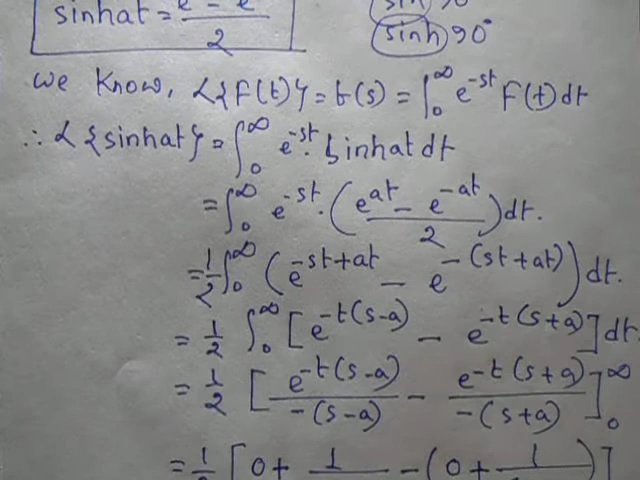 sinhat = e - e / 2
sin 90
sinh 90°
We Know, L{F(t)} = f(s) = ∫₀^∞ e^-st F(t) dt
∴ L{sinhat} = ∫₀^∞ e^-st. Sinhat dt
= ∫₀^∞ e^-st. (e^at - e^-at / 2) dt.
= 1/2 ∫₀^∞ (e^-st+at - e^-(st+at)) dt.
= 1/2 ∫₀^∞ [e^-t(s-a) - e^-t(s+a)] dt.
= 1/2 [e^-t(s-a) / -(s-a) - e^-t(s+a) / -(s+a)]₀^∞
= 1/2 [0 + 1 - (0 + 1 )]